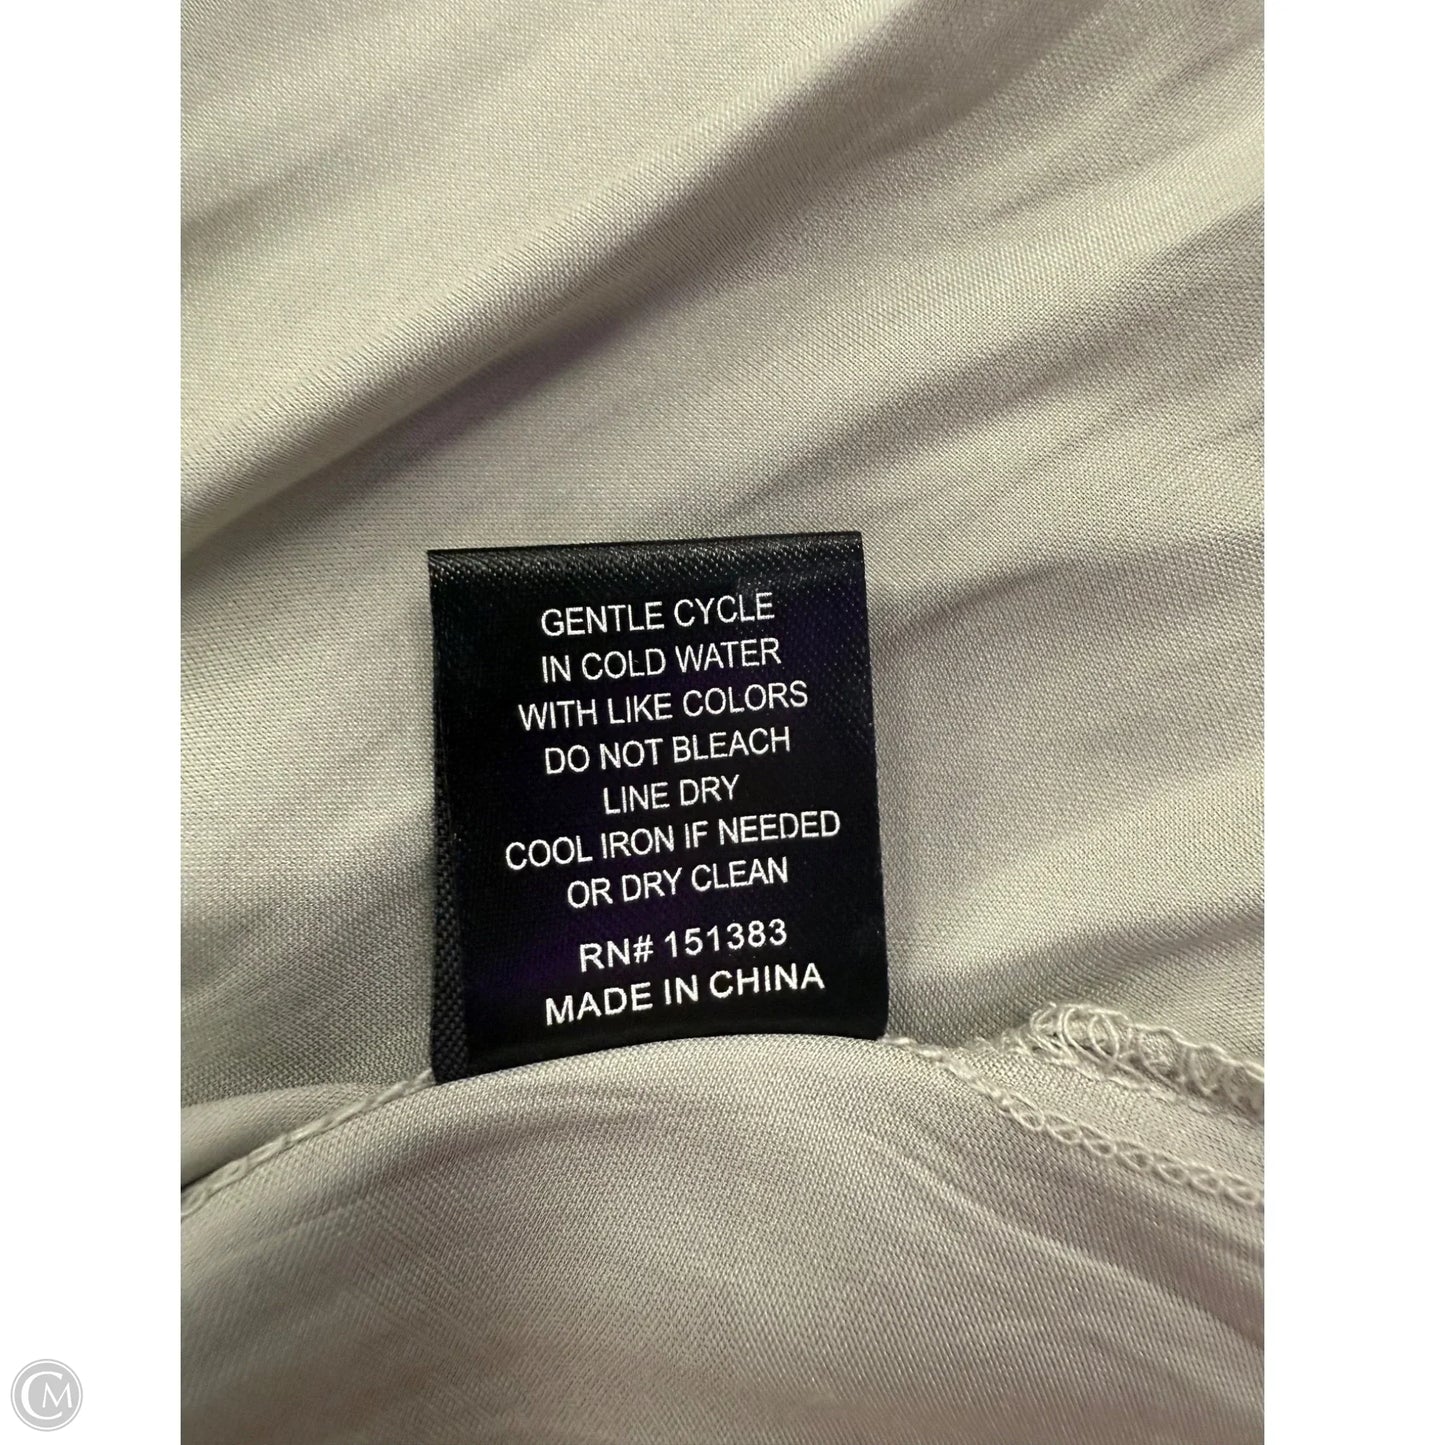 GENTLE CYCLE
IN COLD WATER
WITH LIKE COLORS
DO NOT BLEACH
LINE DRY
COOL IRON IF NEEDED
OR DRY CLEAN
RN# 151383
MADE IN CHINA
CM